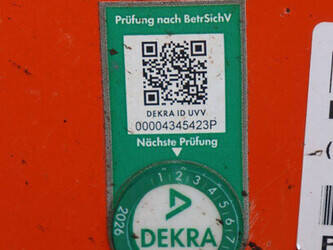 Prüfung nach BetrSichV
DEKRA ID UVV
00004345423P
Nächste Prüfung
1 2 3 4 5 6
2026
DEKRA